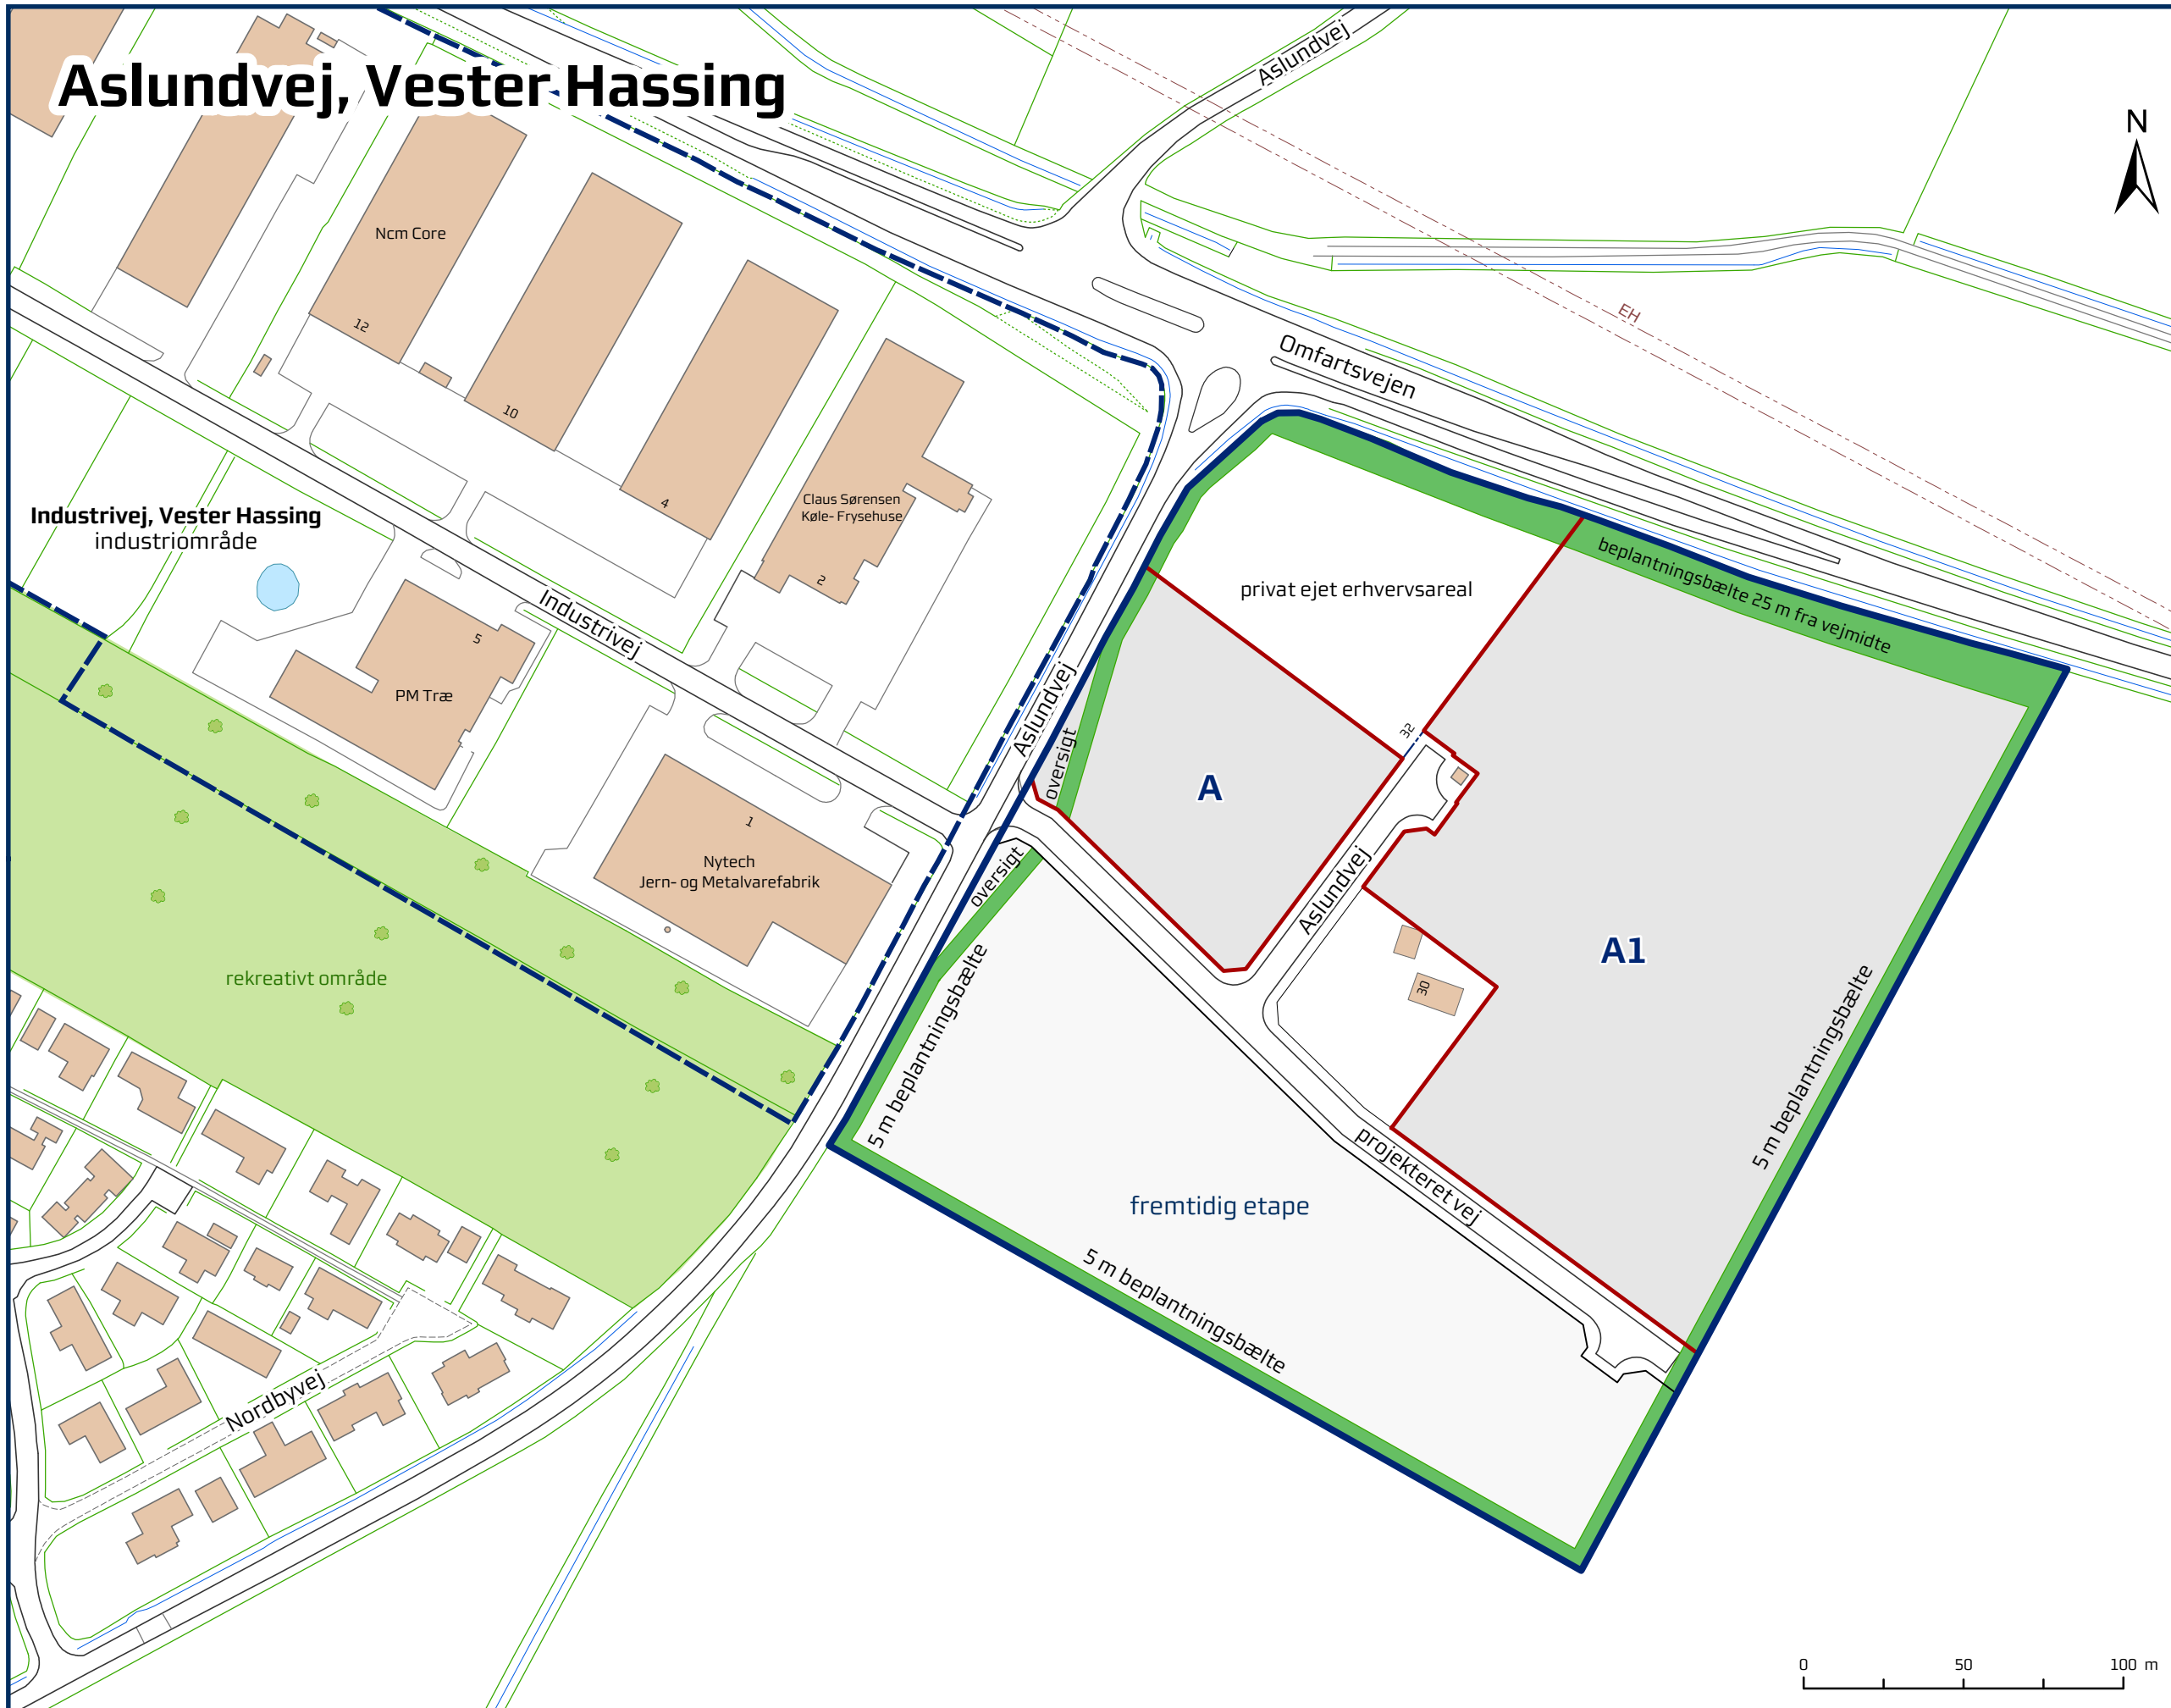 Aslundvej, Vester Hassing
Aslundvej
N
Ncm Core
12
10
4
EH
Omfartsvejen
Claus Sørensen
Køle- Frysehuse
2
Industrivej, Vester Hassing
industriområde
Industrivej
5
PM Træ
beplantningsbælte 25 m fra vejmidte
privat ejet erhvervsareal
Aslundvej
oversigt
32
A
1
Nytech
Jern- og Metalvarefabrik
oversigt
Aslundvej
A1
30
rekreativt område
5 m beplantningsbælte
5 m beplantningsbælte
projekteret vej
fremtidig etape
5 m beplantningsbælte
Nordbyvej
0 50 100 m